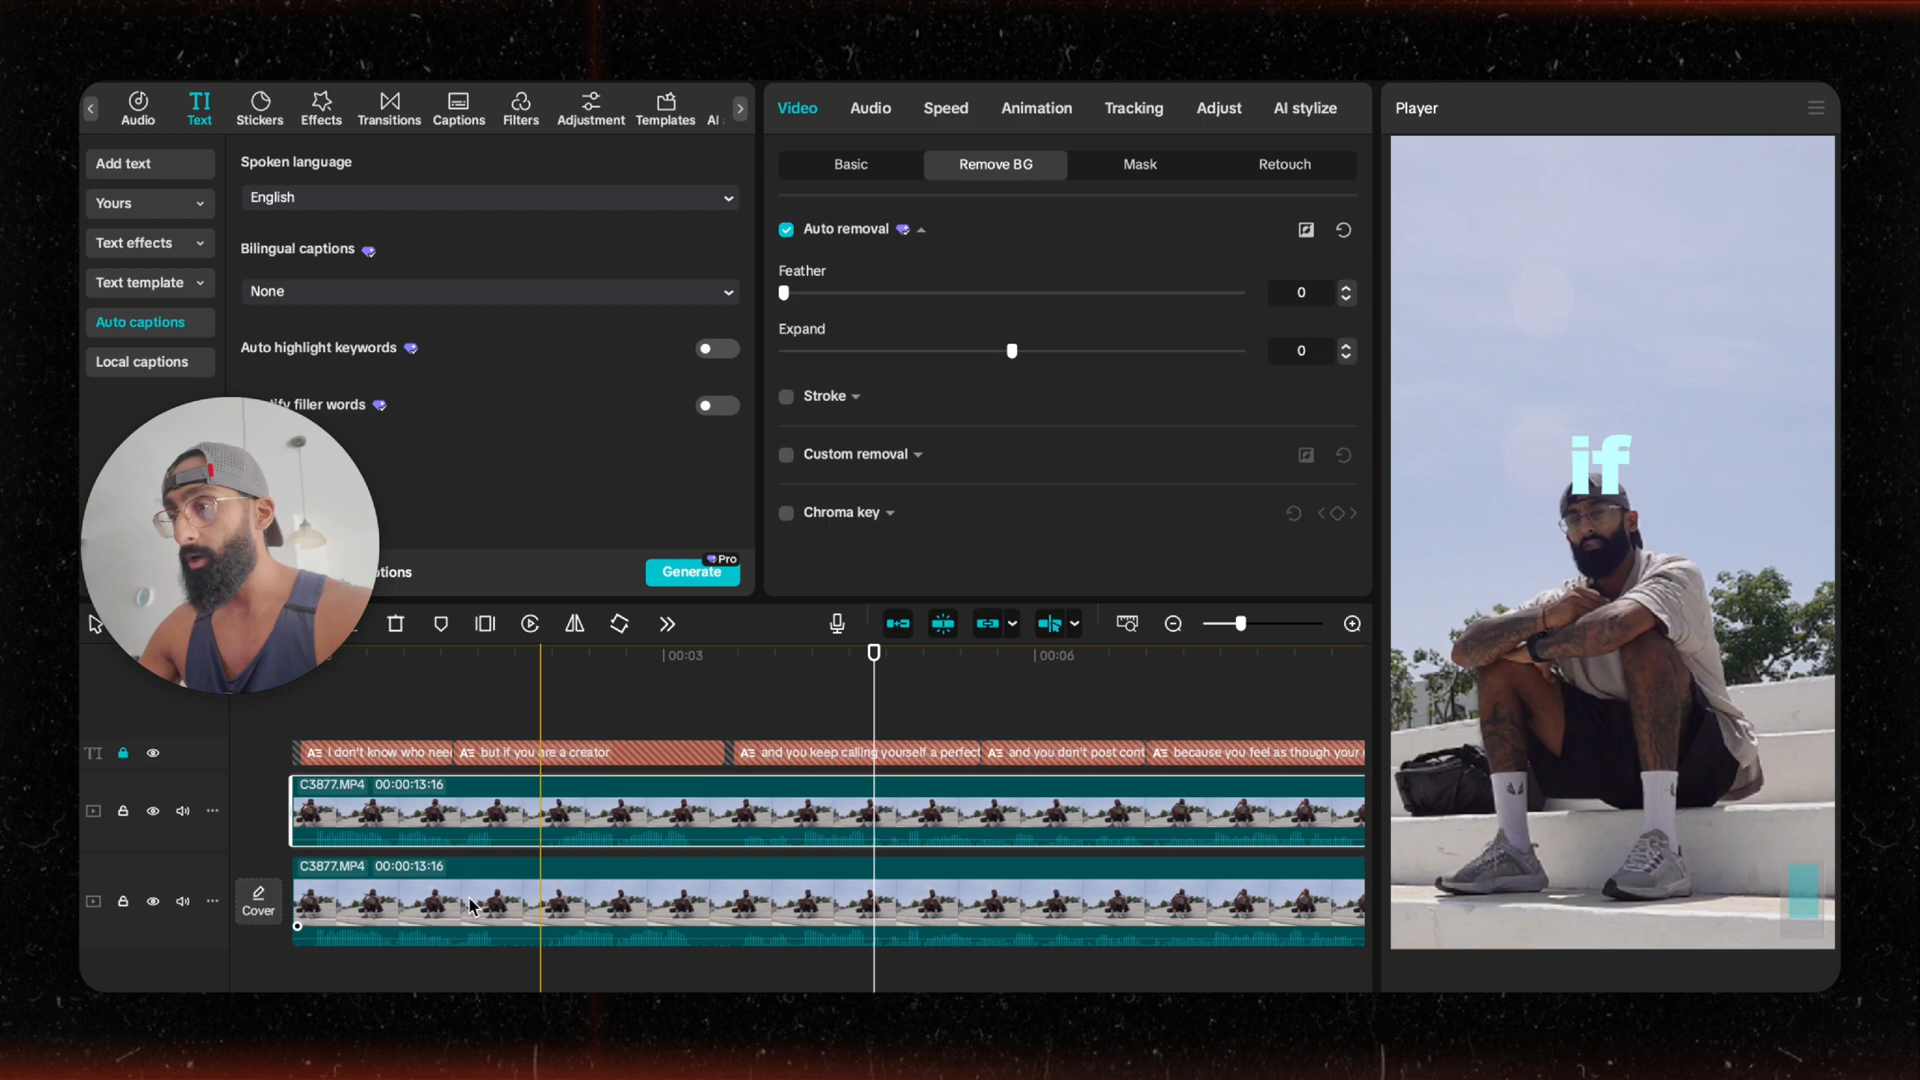 Audio
Text
Stickers
Effects
Transitions
Captions
Filters
Adjustment
Templates
AI
Video
Audio
Speed
Animation
Tracking
Adjust
AI stylize
Player
Add text
Yours
Text effects
Text template
Auto captions
Local captions
Spoken language
English
Bilingual captions
None
Auto highlight keywords
filler words
Pro
Generate
Basic
Remove BG
Mask
Retouch
Auto removal
Feather
0
Expand
0
Stroke
Custom removal
Chroma key
if
00:03
00:06
I don't know who
but if you are a creator
and you keep calling yourself a perfect
and you don't post cont
because you feel as though your
C3877.MP4 00:00:13:16
C3877.MP4 00:00:13:16
Cover